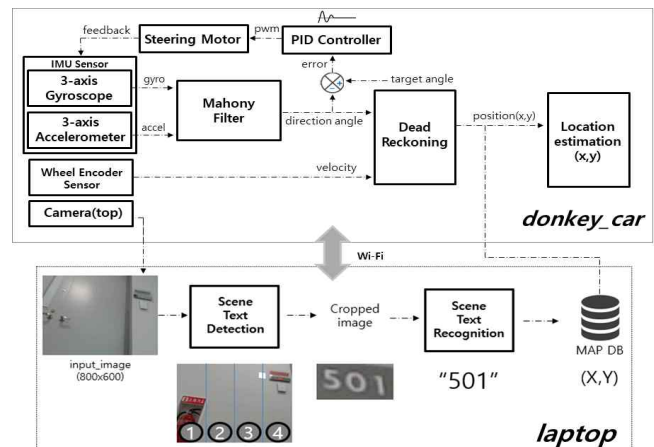 feedback
Steering Motor
pwm
PID Controller
IMU Sensor
error
3-axis
Gyroscope
gyro
target angle
Mahony
Filter
direction angle
Dead
Reckoning
position(x,y)
Location
estimation
(x,y)
3-axis
Accelerometer
accel
Wheel Encoder
Sensor
velocity
Camera(top)
donkey_car
Wi-Fi
input_image
(800x600)
Scene
Text
Detection
Cropped
image
Scene
Text
Recognition
MAP DB
1 2 3 4
501
"501"
(X,Y)
laptop